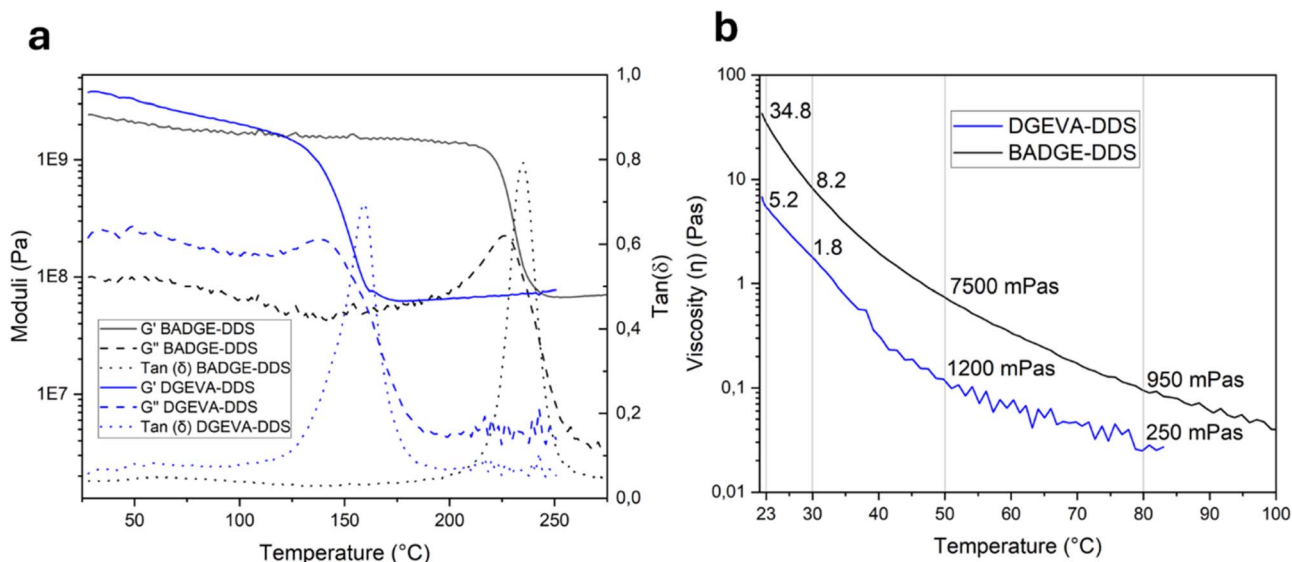 a
Moduli (Pa)
1E9
1E8
1E7
G' BADGE-DDS
G" BADGE-DDS
Tan (δ) BADGE-DDS
G' DGEVA-DDS
G" DGEVA-DDS
Tan (δ) DGEVA-DDS
1,0
0,8
0,6
0,4
0,2
0,0
Tan(δ)
50
100
150
200
250
Temperature (°C)
b
Viscosity (η) (Pas)
100
10
1
0,1
0,01
DGEVA-DDS
BADGE-DDS
34.8
8.2
5.2
1.8
7500 mPas
1200 mPas
950 mPas
250 mPas
23
30
40
50
60
70
80
90
100
Temperature (°C)